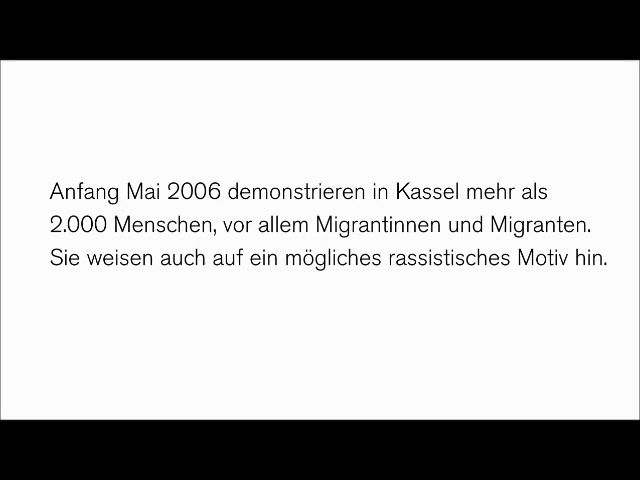 Anfang Mai 2006 demonstrieren in Kassel mehr als
2.000 Menschen, vor allem Migrantinnen und Migranten.
Sie weisen auch auf ein mögliches rassistisches Motiv hin.